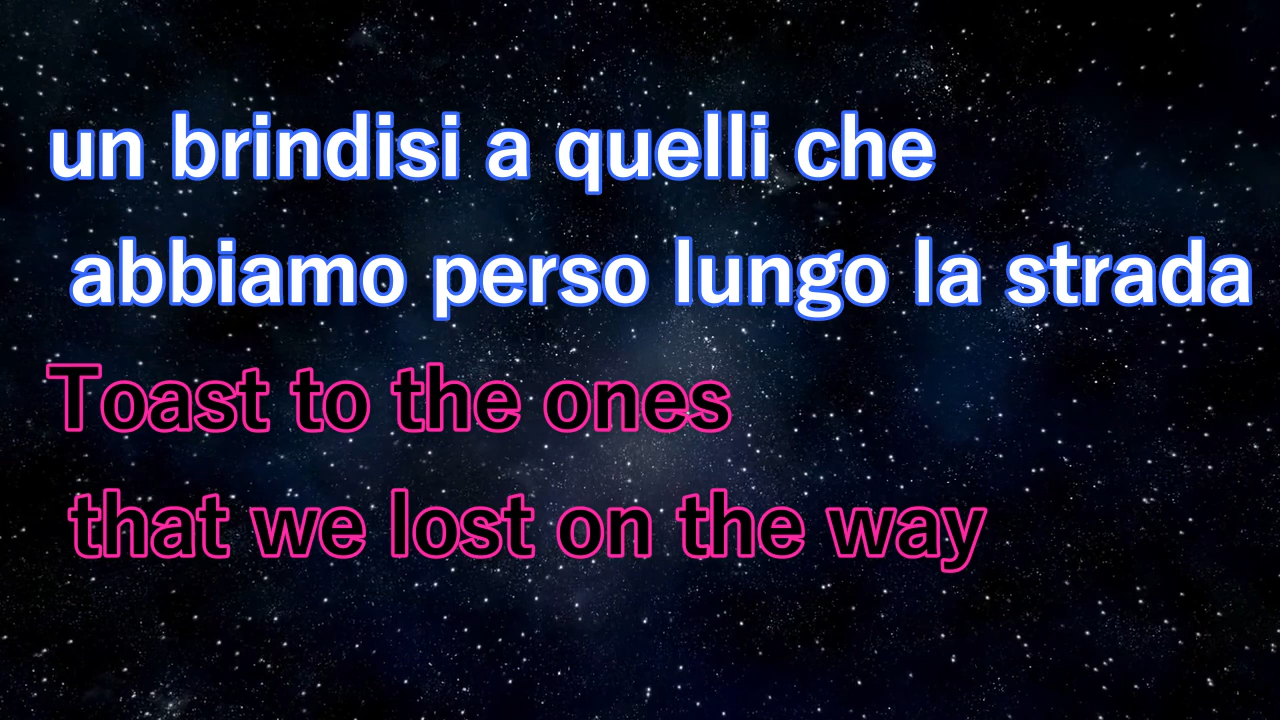 un brindisi a quelli che
abbiamo perso lungo la strada
Toast to the ones
that we lost on the way